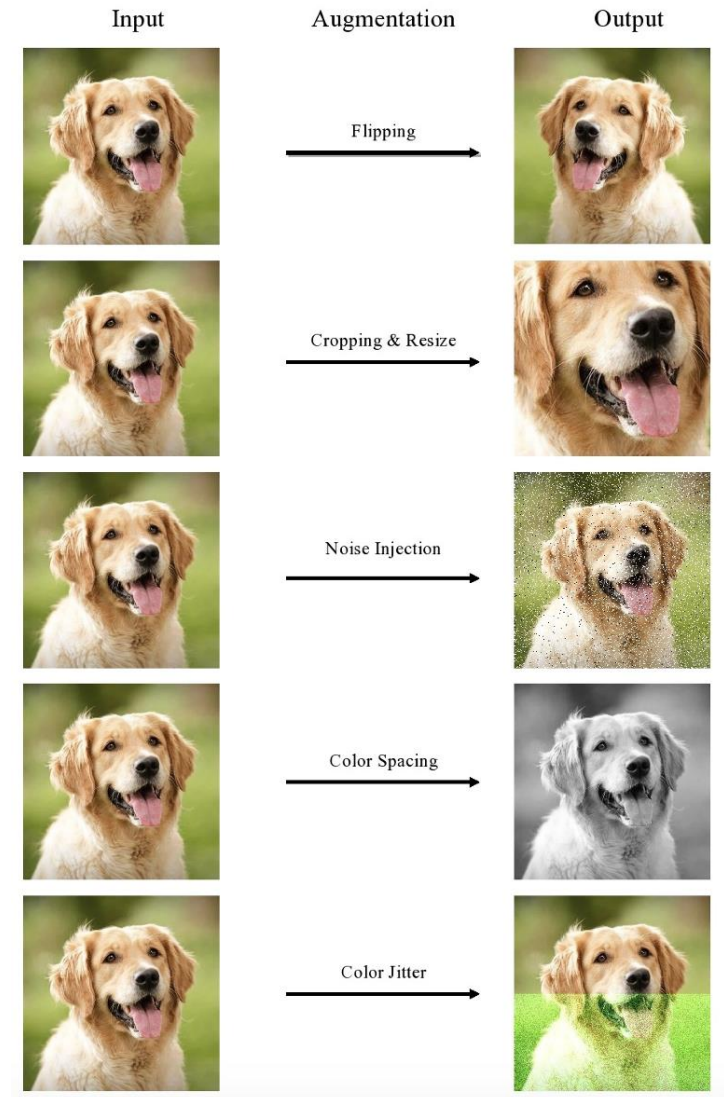 Input Augmentation Output
Flipping
Cropping & Resize
Noise Injection
Color Spacing
Color Jitter